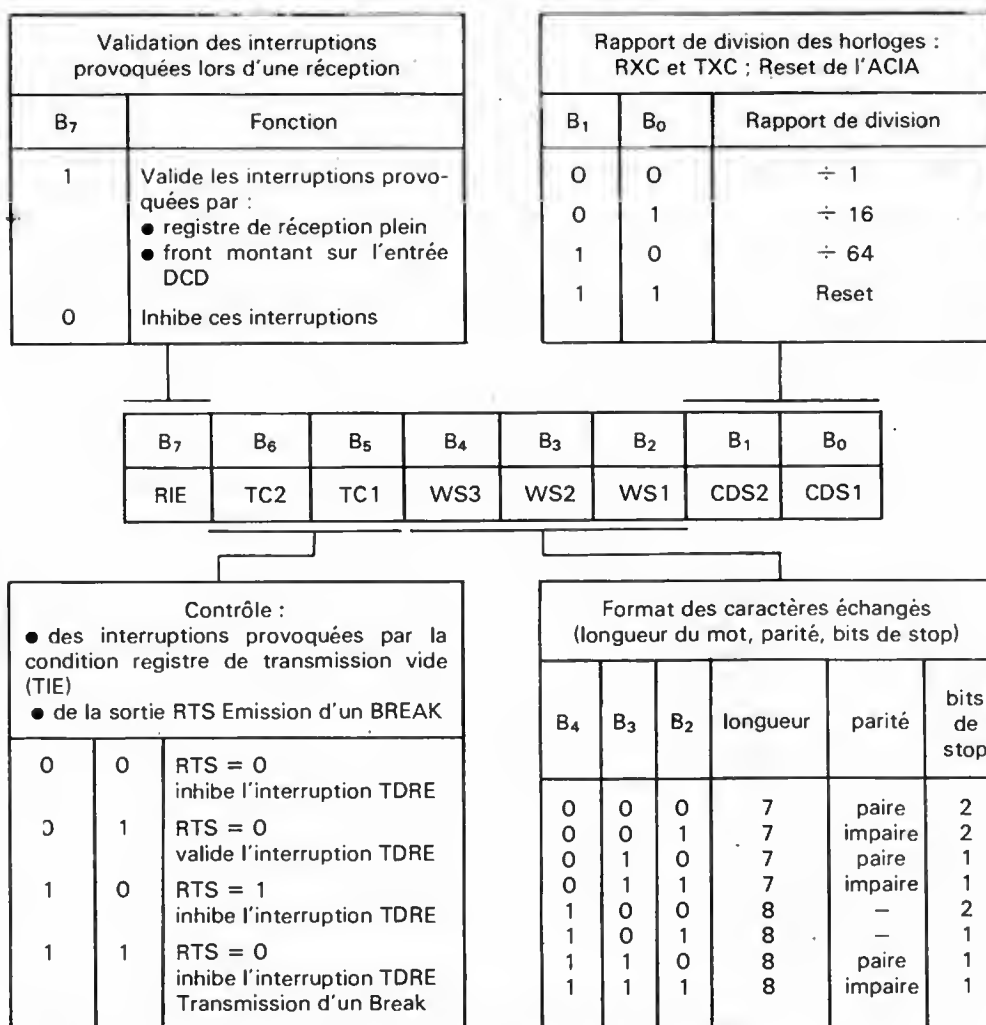 Validation des interruptions
provoquées lors d'une réception
B7 Fonction
1 Valide les interruptions provo-
quées par :
● registre de réception plein
● front montant sur l'entrée
DCD
0 Inhibe ces interruptions
Rapport de division des horloges :
RXC et TXC ; Reset de l'ACIA
B1 B0 Rapport de division
0 0 ÷ 1
0 1 ÷ 16
1 0 ÷ 64
1 1 Reset
B7 B6 B5 B4 B3 B2 B1 B0
RIE TC2 TC1 WS3 WS2 WS1 CDS2 CDS1
Contrôle :
● des interruptions provoquées par la
condition registre de transmission vide
(TIE)
● de la sortie RTS Emission d'un BREAK
0 0 RTS = 0
inhibe l'interruption TDRE
0 1 RTS = 0
valide l'interruption TDRE
1 0 RTS = 1
inhibe l'interruption TDRE
1 1 RTS = 0
inhibe l'interruption TDRE
Transmission d'un Break
Format des caractères échangés
(longueur du mot, parité, bits de stop)
B4 B3 B2 longueur parité bits
de
stop
0 0 0 7 paire 2
0 0 1 7 impaire 2
0 1 0 7 paire 1
0 1 1 7 impaire 1
1 0 0 8 – 2
1 0 1 8 – 1
1 1 0 8 paire 1
1 1 1 8 impaire 1